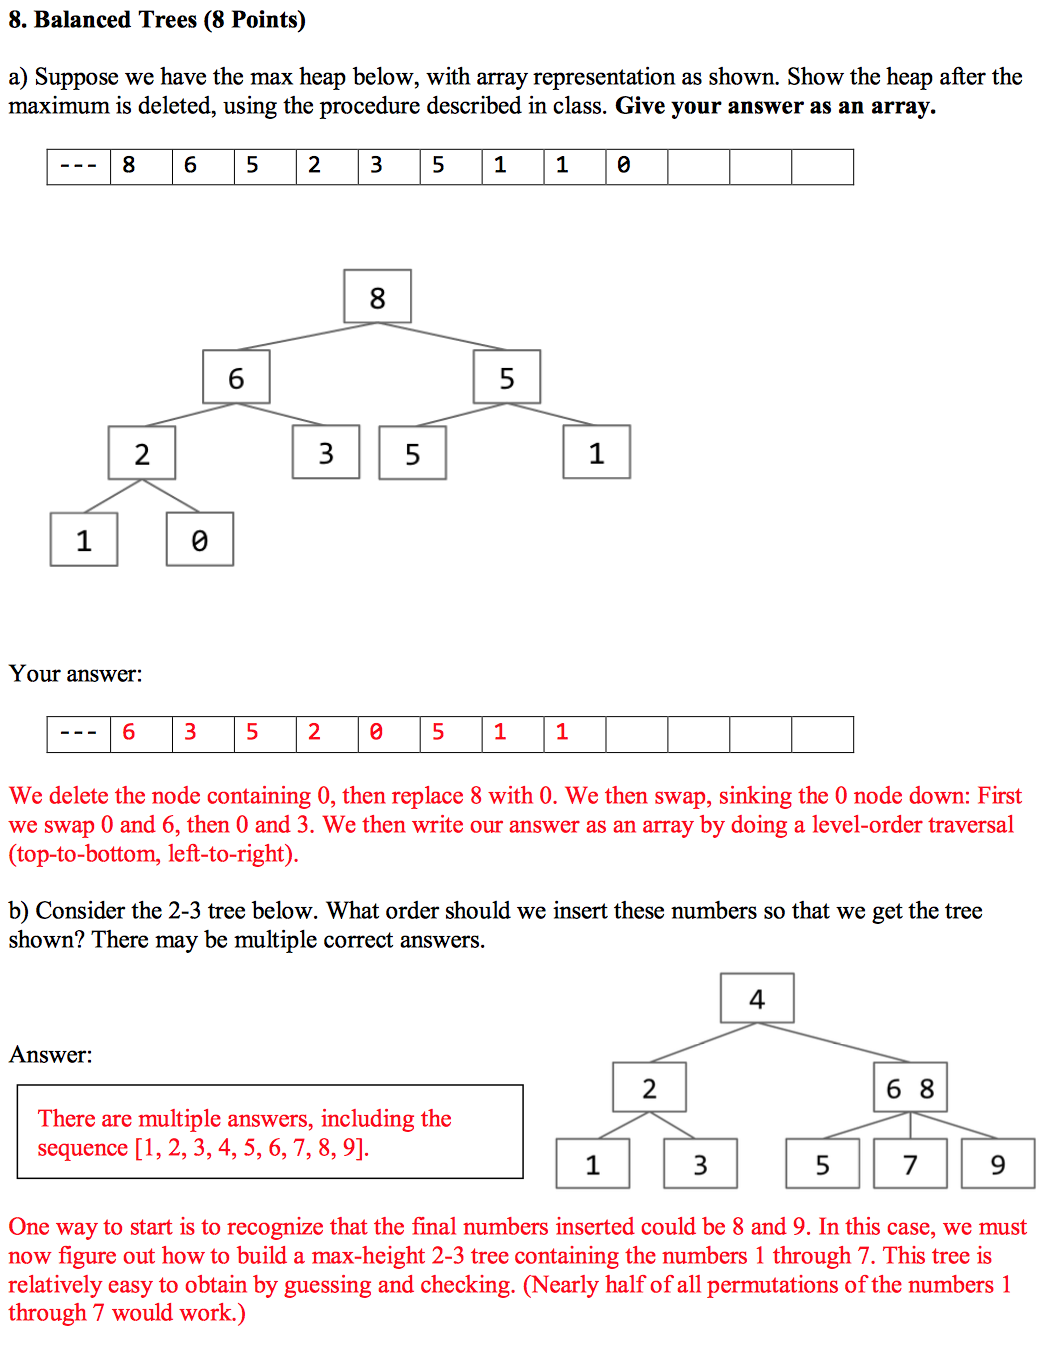 8. Balanced Trees (8 Points)
a) Suppose we have the max heap below, with array representation as shown. Show the heap after the
maximum is deleted, using the procedure described in class. Give your answer as an array.
--- 8 6 5 2 3 5 1 1 0
8
6 5
2 3 5 1
1 0
Your answer:
--- 6 3 5 2 0 5 1 1
We delete the node containing 0, then replace 8 with 0. We then swap, sinking the 0 node down: First
we swap 0 and 6, then 0 and 3. We then write our answer as an array by doing a level-order traversal
(top-to-bottom, left-to-right).
b) Consider the 2-3 tree below. What order should we insert these numbers so that we get the tree
shown? There may be multiple correct answers.
4
2 6 8
1 3 5 7 9
Answer:
There are multiple answers, including the
sequence [1, 2, 3, 4, 5, 6, 7, 8, 9].
One way to start is to recognize that the final numbers inserted could be 8 and 9. In this case, we must
now figure out how to build a max-height 2-3 tree containing the numbers 1 through 7. This tree is
relatively easy to obtain by guessing and checking. (Nearly half of all permutations of the numbers 1
through 7 would work.)